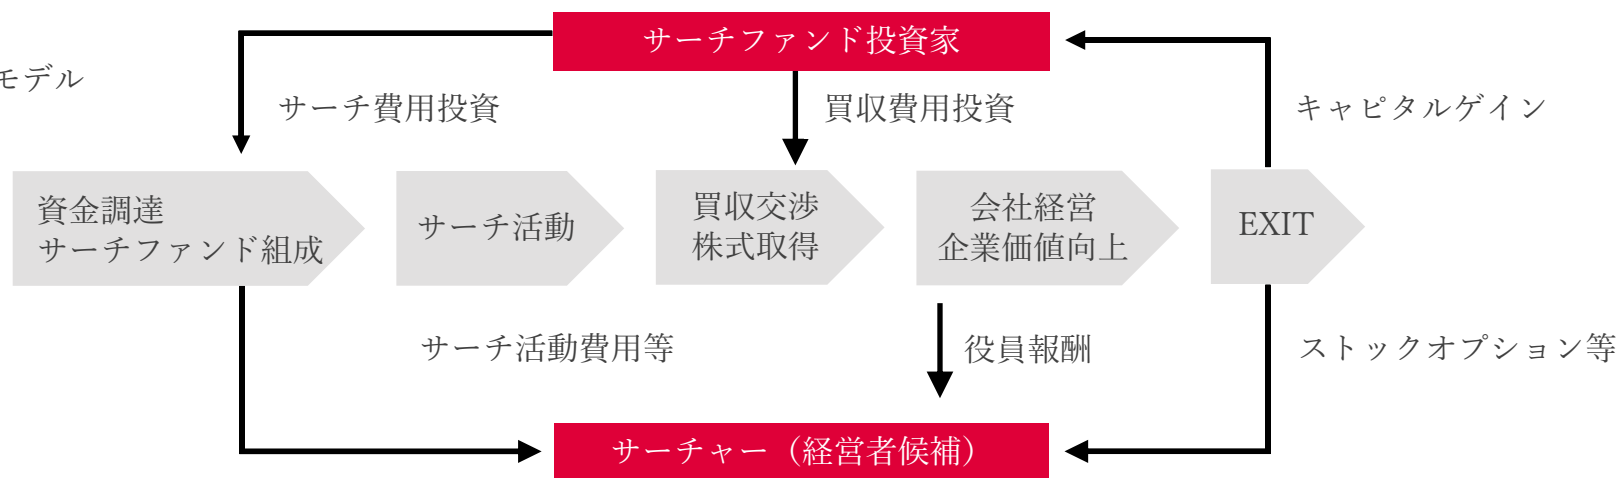 サーチファンド投資家
モデル
サーチ費用投資
買収費用投資
キャピタルゲイン
資金調達
サーチファンド組成
サーチ活動
買収交渉
株式取得
会社経営
企業価値向上
EXIT
サーチ活動費用等
役員報酬
ストックオプション等
サーチャー（経営者候補）